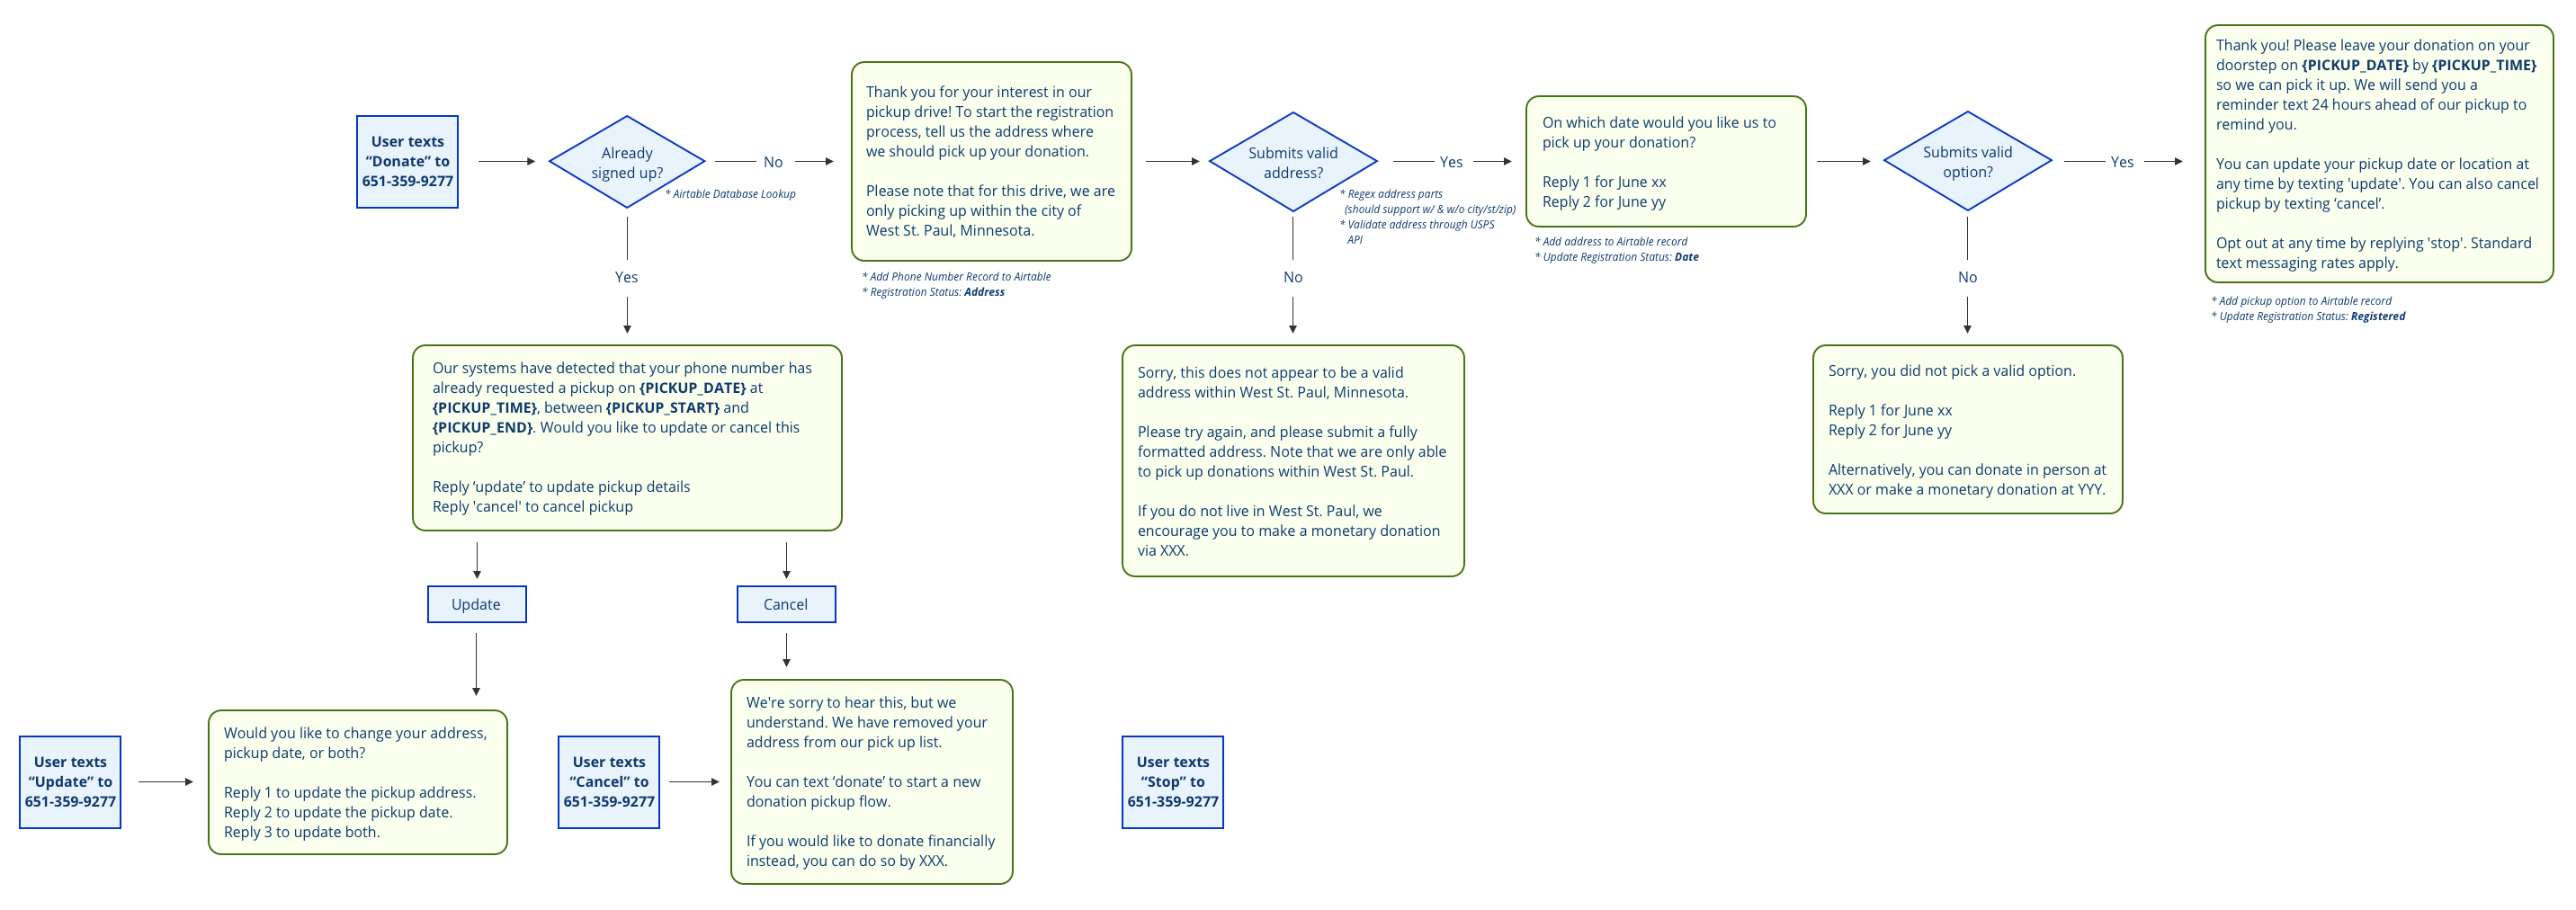 User texts
“Donate” to
651-359-9277
Already
signed up?
* Airtable Database Lookup
No
Yes
Thank you for your interest in our
pickup drive! To start the registration
process, tell us the address where
we should pick up your donation.
Please note that for this drive, we are
only picking up within the city of
West St. Paul, Minnesota.
* Add Phone Number Record to Airtable
* Registration Status: Address
Submits valid
address?
Yes
* Regex address parts
(should support w/ & w/o city/st/zip)
* Validate address through USPS
API
No
On which date would you like us to
pick up your donation?
Reply 1 for June xx
Reply 2 for June yy
* Add address to Airtable record
* Update Registration Status: Date
Submits valid
option?
Yes
No
Thank you! Please leave your donation on your
doorstep on {PICKUP_DATE} by {PICKUP_TIME}
so we can pick it up. We will send you a
reminder text 24 hours ahead of our pickup to
remind you.
You can update your pickup date or location at
any time by texting 'update'. You can also cancel
pickup by texting ‘cancel’.
Opt out at any time by replying 'stop'. Standard
text messaging rates apply.
* Add pickup option to Airtable record
* Update Registration Status: Registered
Our systems have detected that your phone number has
already requested a pickup on {PICKUP_DATE} at
{PICKUP_TIME}, between {PICKUP_START} and
{PICKUP_END}. Would you like to update or cancel this
pickup?
Reply ‘update’ to update pickup details
Reply 'cancel' to cancel pickup
Sorry, this does not appear to be a valid
address within West St. Paul, Minnesota.
Please try again, and please submit a fully
formatted address. Note that we are only able
to pick up donations within West St. Paul.
If you do not live in West St. Paul, we
encourage you to make a monetary donation
via XXX.
Sorry, you did not pick a valid option.
Reply 1 for June xx
Reply 2 for June yy
Alternatively, you can donate in person at
XXX or make a monetary donation at YYY.
Update
Cancel
User texts
“Update” to
651-359-9277
Would you like to change your address,
pickup date, or both?
Reply 1 to update the pickup address.
Reply 2 to update the pickup date.
Reply 3 to update both.
User texts
“Cancel” to
651-359-9277
We're sorry to hear this, but we
understand. We have removed your
address from our pick up list.
You can text ‘donate’ to start a new
donation pickup flow.
If you would like to donate financially
instead, you can do so by XXX.
User texts
“Stop” to
651-359-9277